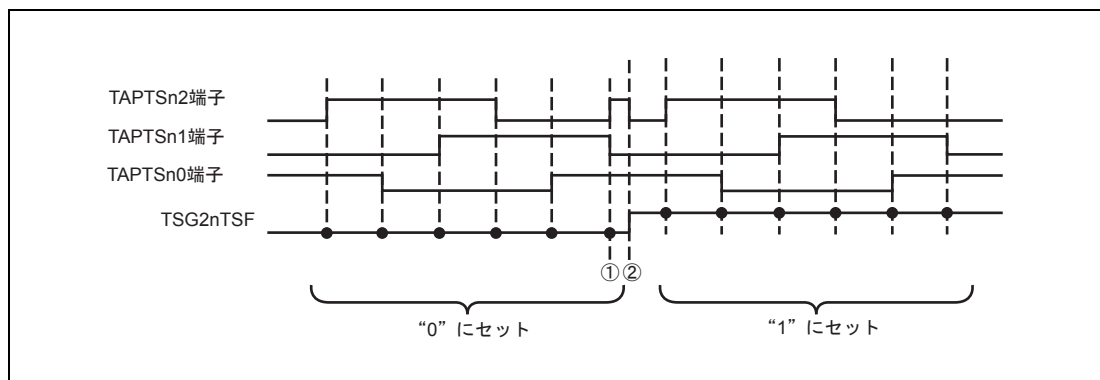 TAPTSn2端子
TAPTSn1端子
TAPTSn0端子
TSG2nTSF
①②
“0” にセット
“1” にセット